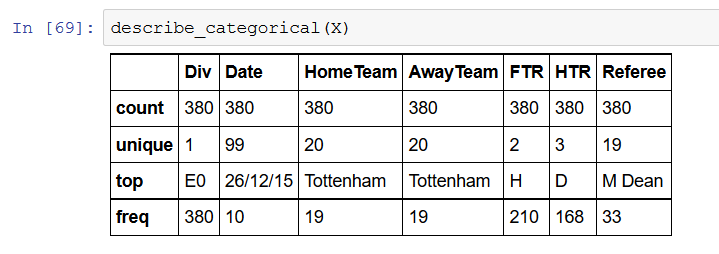 In [69]: describe_categorical(X)
Div Date HomeTeam AwayTeam FTR HTR Referee
count 380 380 380 380 380 380 380
unique 1 99 20 20 2 3 19
top E0 26/12/15 Tottenham Tottenham H D M Dean
freq 380 10 19 19 210 168 33